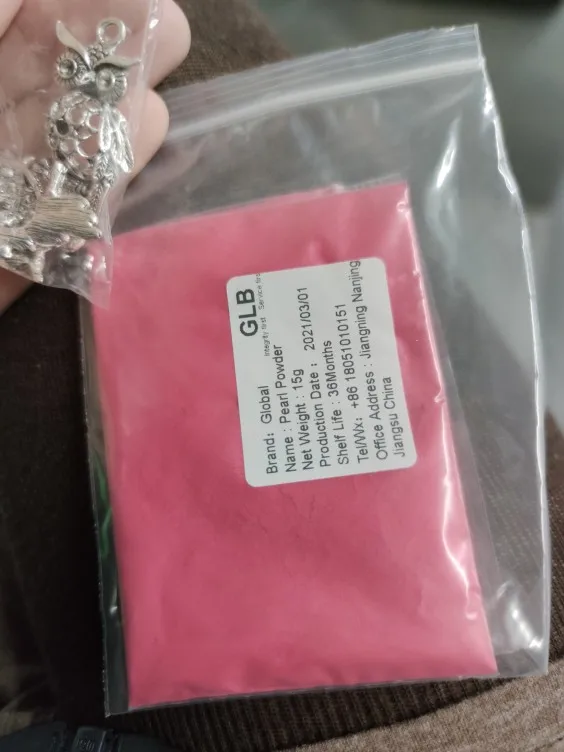 GLB
Integrity first Service first
Brand: Global
Name : Pearl Powder
Net Weight : 15g
Production Date : 2021/03/01
Shelf Life : 36Months
Tel/Wx: +86 18051010151
Office Address : Jiangning Nanjing
Jiangsu China